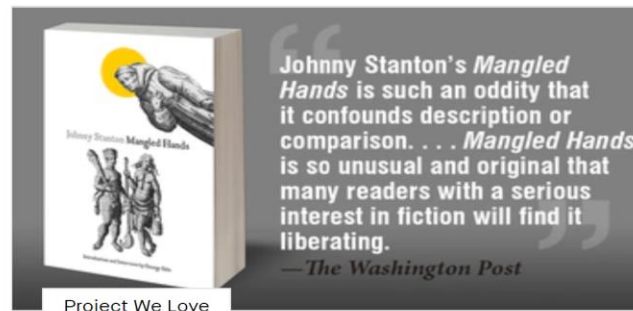 Johnny Stanton Mangled Hands
Johnny Stanton's Mangled
Hands is such an oddity that
it confounds description or
comparison. . . . Mangled Hands
is so unusual and original that
many readers with a serious
interest in fiction will find it
liberating.
—The Washington Post
Project We Love